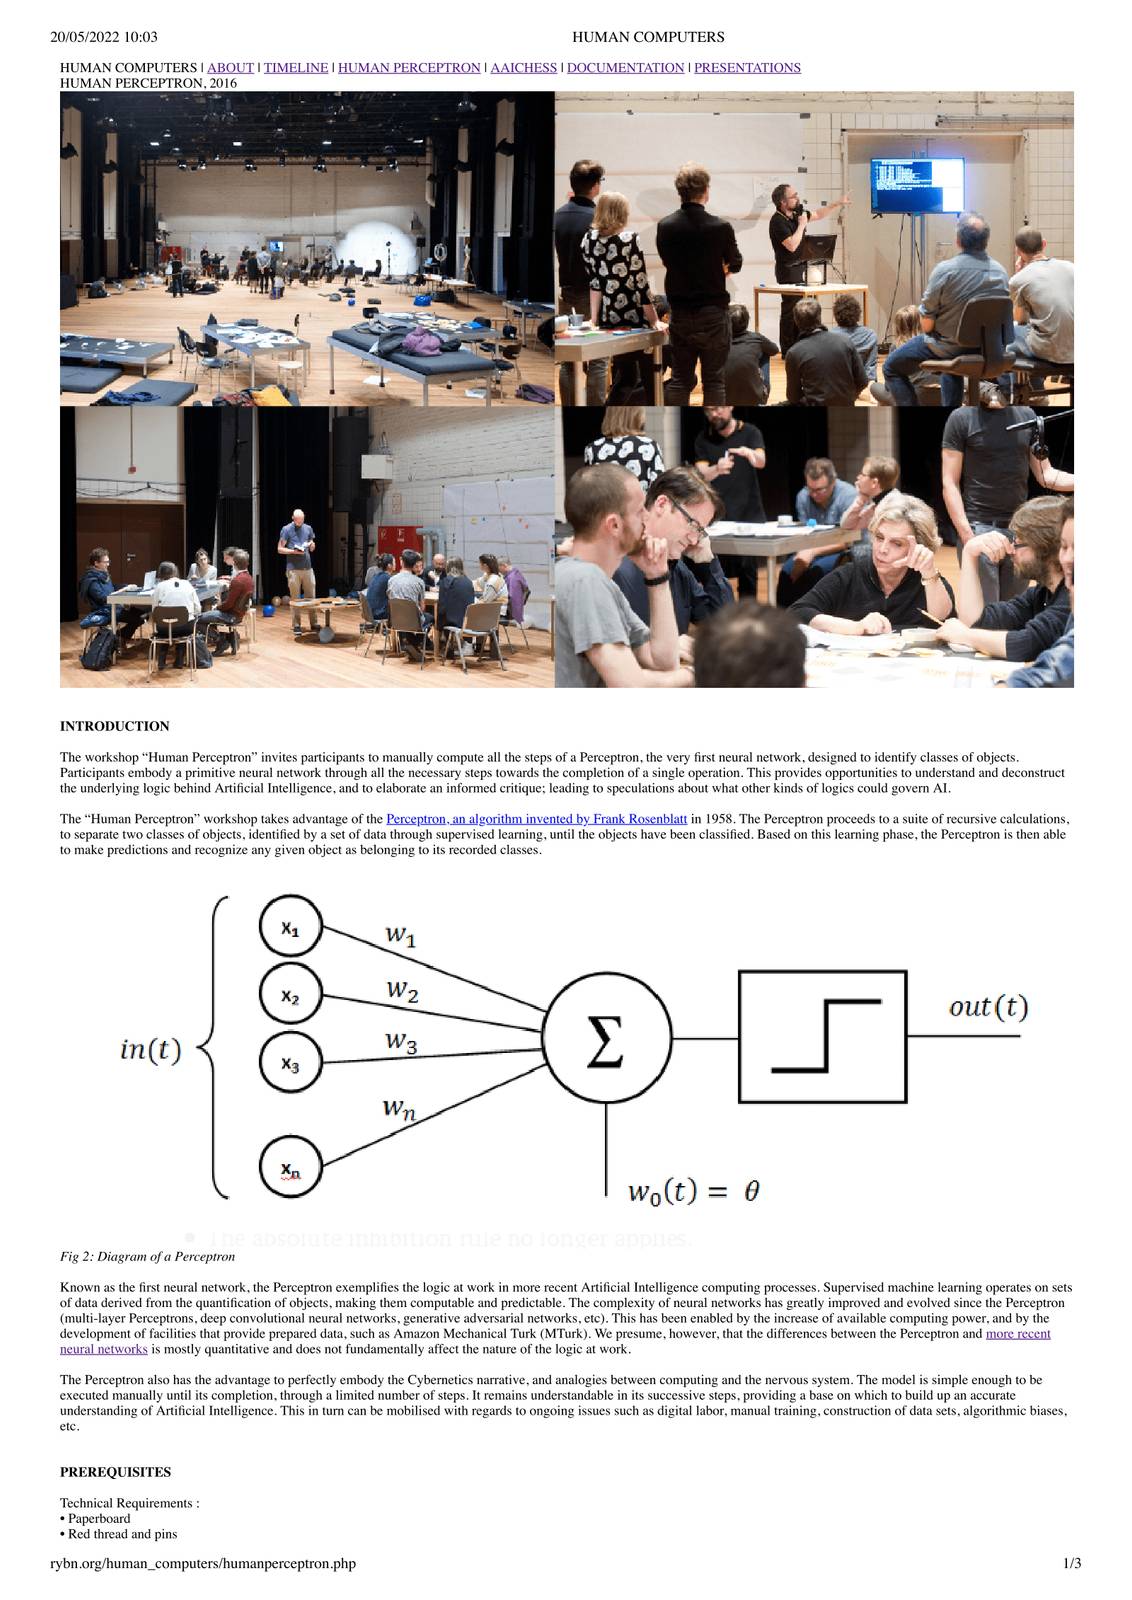 20/05/2022 10:03
HUMAN COMPUTERS
HUMAN COMPUTERS | ABOUT | TIMELINE | HUMAN PERCEPTRON | AAICHESS | DOCUMENTATION | PRESENTATIONS
HUMAN PERCEPTRON, 2016
INTRODUCTION
The workshop “Human Perceptron” invites participants to manually compute all the steps of a Perceptron, the very first neural network, designed to identify classes of objects.
Participants embody a primitive neural network through all the necessary steps towards the completion of a single operation. This provides opportunities to understand and deconstruct
the underlying logic behind Artificial Intelligence, and to elaborate an informed critique; leading to speculations about what other kinds of logics could govern AI.
The “Human Perceptron” workshop takes advantage of the Perceptron, an algorithm invented by Frank Rosenblatt in 1958. The Perceptron proceeds to a suite of recursive calculations,
to separate two classes of objects, identified by a set of data through supervised learning, until the objects have been classified. Based on this learning phase, the Perceptron is then able
to make predictions and recognize any given object as belonging to its recorded classes.
x₁
w₁
x₂
w₂
x₃
w₃
xₙ
wₙ
in(t)
Σ
out(t)
w₀(t) = θ
• The absolute inhibition rule no longer applies.
Fig 2: Diagram of a Perceptron
Known as the first neural network, the Perceptron exemplifies the logic at work in more recent Artificial Intelligence computing processes. Supervised machine learning operates on sets
of data derived from the quantification of objects, making them computable and predictable. The complexity of neural networks has greatly improved and evolved since the Perceptron
(multi-layer Perceptrons, deep convolutional neural networks, generative adversarial networks, etc). This has been enabled by the increase of available computing power, and by the
development of facilities that provide prepared data, such as Amazon Mechanical Turk (MTurk). We presume, however, that the differences between the Perceptron and more recent
neural networks is mostly quantitative and does not fundamentally affect the nature of the logic at work.
The Perceptron also has the advantage to perfectly embody the Cybernetics narrative, and analogies between computing and the nervous system. The model is simple enough to be
executed manually until its completion, through a limited number of steps. It remains understandable in its successive steps, providing a base on which to build up an accurate
understanding of Artificial Intelligence. This in turn can be mobilised with regards to ongoing issues such as digital labor, manual training, construction of data sets, algorithmic biases,
etc.
PREREQUISITES
Technical Requirements :
• Paperboard
• Red thread and pins
rybn.org/human_computers/humanperceptron.php
1/3